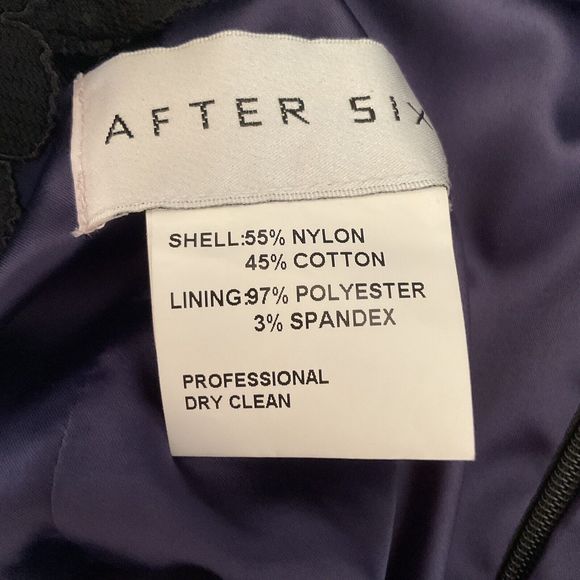 AFTER SIX
SHELL:55% NYLON
45% COTTON
LINING:97% POLYESTER
3% SPANDEX
PROFESSIONAL
DRY CLEAN